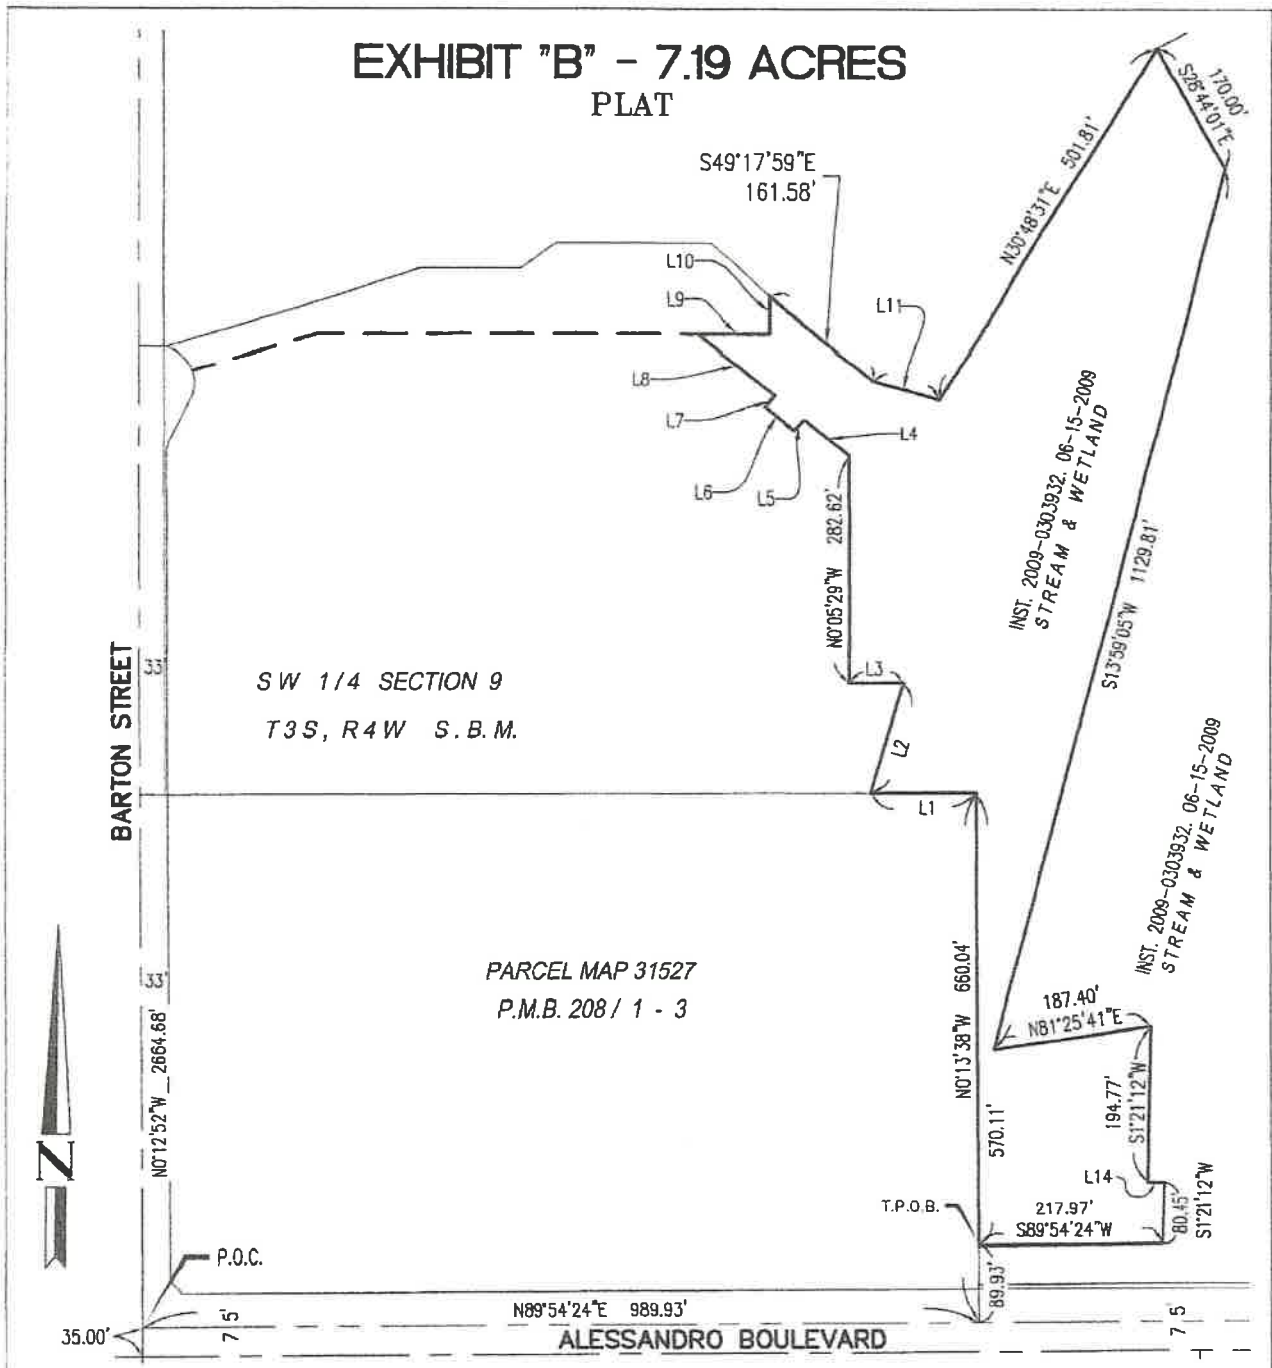 EXHIBIT "B" - 7.19 ACRES
PLAT
S49°17'59"E
161.58'
170.00'
S28°44'01"E
N30°48'31"E 501.81'
L10
L9
L11
L8
L7
L4
L6
L5
N0°05'29"W 282.62'
INST. 2009-0303932. 06-15-2009
STREAM & WETLAND
S13°59'05"W 1129.81'
BARTON STREET
33'
SW 1/4 SECTION 9
T3S, R4W S.B.M.
L3
L2
L1
INST. 2009-0303932. 06-15-2009
STREAM & WETLAND
PARCEL MAP 31527
P.M.B. 208 / 1 - 3
33'
N0°12'52"W 2664.68'
N0°13'38"W 660.04'
570.11'
187.40'
N81°25'41"E
194.77'
S1°21'12"W
L14
80.45'
S1°21'12"W
T.P.O.B.
217.97'
S89°54'24"W
N
P.O.C.
89.93'
N89°54'24"E 989.93'
35.00'
75'
ALESSANDRO BOULEVARD
75'